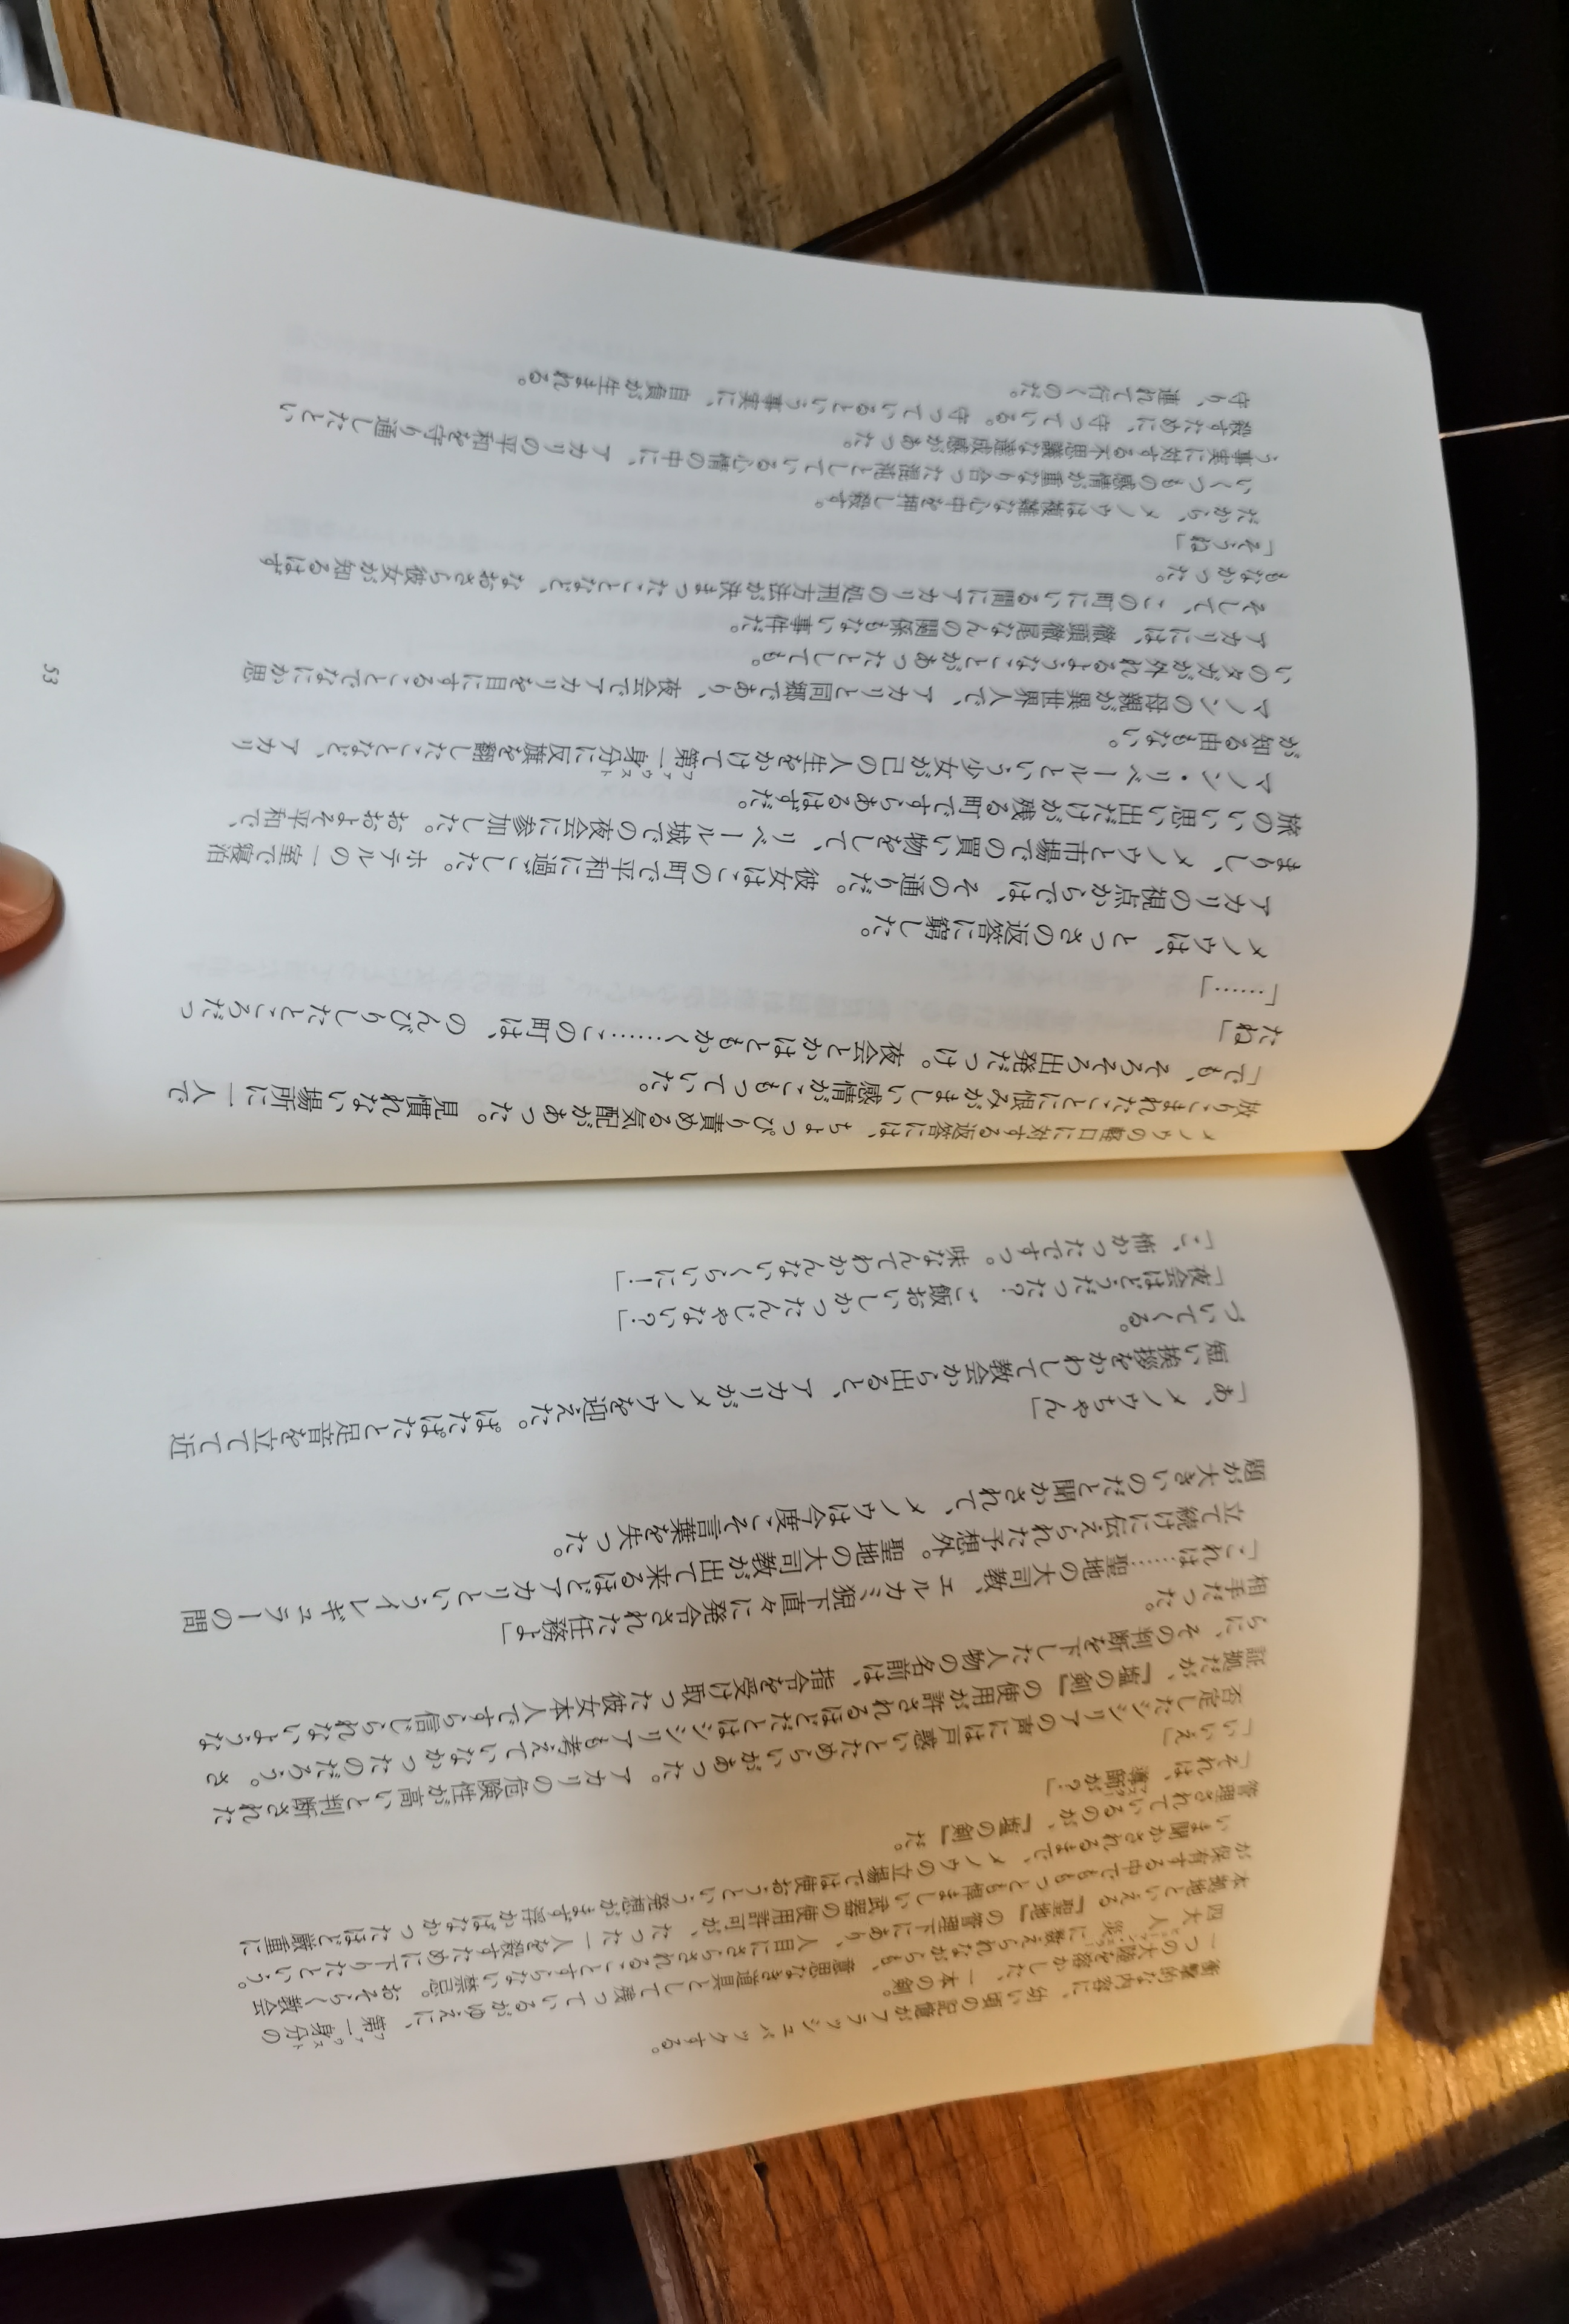 衝撃的な内容に、幼い頃の記憶がフラッシュバックする。
一つの大陸を溶かした、一本の剣。
四大人災に数えられながらも、意思なき道具として残っているがゆえに、第一身分の
本拠地といえる『聖地』の管理下にあり、人目にさらされることすらない禁忌。おそらく教会
が保有する中でももっとも悍ましい武器の使用許可が、たった一人を殺すために下りたという。
いま聞かされるまで、メノウの立場では使おうという発想がまず浮かばなかったほど厳重に
管理されているのが、『塩の剣』だ。
「それは、導師が？」
「いいえ」
否定したシシリアの声には戸惑いとためらいがあった。アカリの危険性が高いと判断された
証拠だが、『塩の剣』の使用が許されるほどだとはシシリアも考えていなかったのだろう。さ
らに、その判断を下した人物の名前は、指令を受け取った彼女本人ですら信じられないような
相手だった。
「これは……聖地の大司教、エルカミ猊下直々に発令された任務よ」
立て続けに伝えられた予想外。聖地の大司教が出て来るほどアカリというイレギュラーの問
題が大きいのだと聞かされて、メノウは今度こそ言葉を失った。
「あ、メノウちゃん」
短い挨拶をかわして教会から出ると、アカリがメノウを迎えた。ぱたぱたと足音を立てて近
づいてくる。
「夜会はどうだった？　ご飯おいしかったんじゃない？」
「こ、怖かったですっ。味なんてわかんないくらいに！」
メノウの軽口に対する返答には、ちょっぴり責める気配があった。見慣れない場所に一人で
放りこまれたことに恨みがましい感情がこもっていた。
「でも、そろそろ出発だっけ。夜会とかはともかく……この町は、のんびりしたところだっ
たね」
「……」
メノウは、とっさの返答に窮した。
アカリの視点からでは、その通りだ。彼女はこの町で平和に過ごした。ホテルの一室で寝泊
まりし、メノウと市場での買い物をして、リベール城での夜会に参加した。おおよそ平和で、
旅のいい思い出だけが残る町ですらあるはずだ。
マノン・リベールという少女が己の人生をかけて第一身分に反旗を翻したことなど、アカリ
が知る由もない。
マノンの母親が異世界人で、アカリと同郷であり、夜会でアカリを目にすることでなにか思
いのタガが外れるようなことがあったとしても。
アカリには、徹頭徹尾なんの関係もない事件だ。
そして、この町にいる間にアカリの処刑方法が決まったことなど、なおさら彼女が知るはず
もなかった。
「そうね」
だから、メノウは複雑な心中を押し殺す。
いくつもの感情が重なり合った混沌としている心情の中に、アカリの平和を守り通したとい
う事実に対する不思議な達成感があった。
殺すために、守っている。守っているという事実に、自負が生まれる。
守り、連れて行くのだ。
53